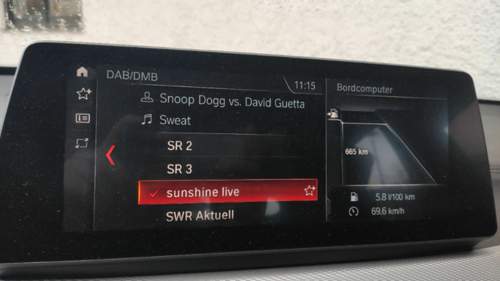 DAB/DMB
11:15
Snoop Dogg vs. David Guetta
Sweat
SR 2
SR 3
sunshine live
SWR Aktuell
Bordcomputer
665 km
5.8 l/100 km
69.6 km/h